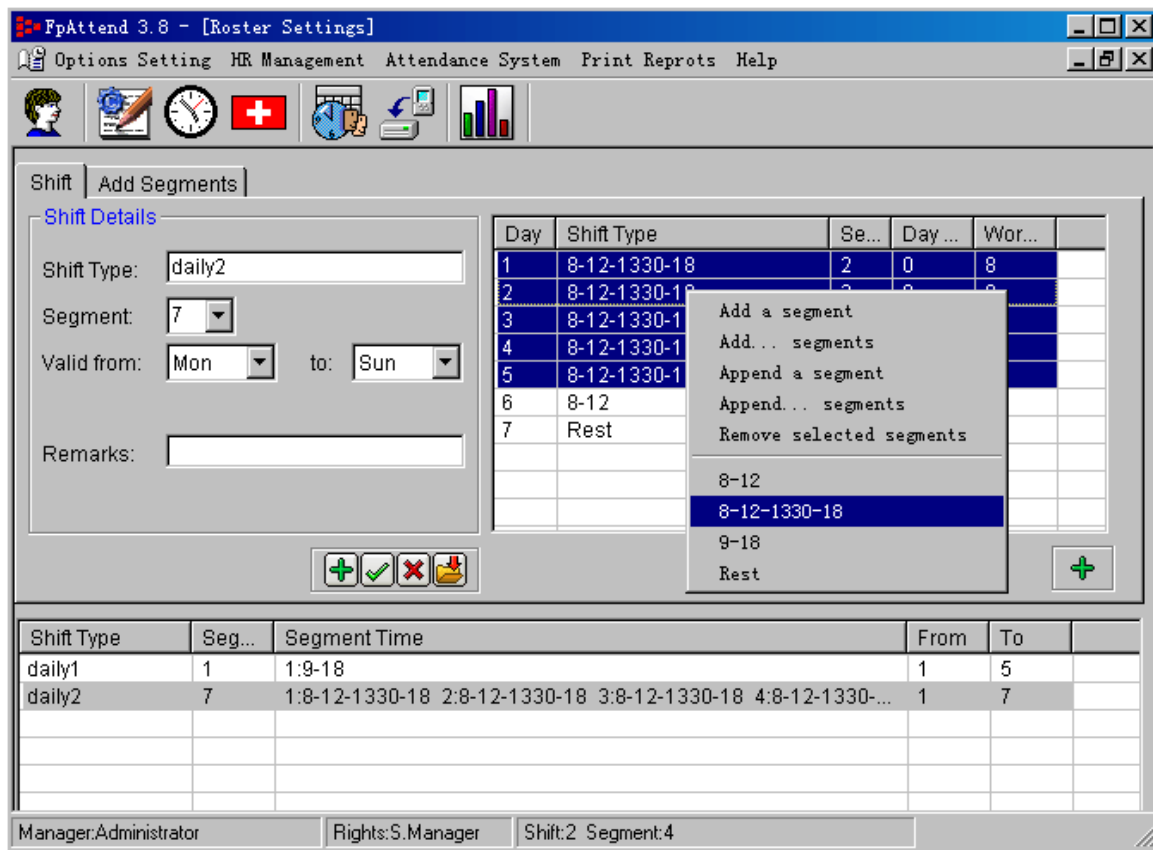 FpAttend 3.8 - [Roster Settings]
Options Setting HR Management Attendance System Print Reprots Help
Shift Add Segments
Shift Details
Shift Type: daily2
Segment: 7
Valid from: Mon to: Sun
Remarks:
Day Shift Type Se... Day ... Wor...
1 8-12-1330-18 2 0 8
2 8-12-1330-18
3 8-12-1330-1
4 8-12-1330-1
5 8-12-1330-1
6 8-12
7 Rest
Add a segment
Add... segments
Append a segment
Append... segments
Remove selected segments
8-12
8-12-1330-18
9-18
Rest
Shift Type Seg... Segment Time From To
daily1 1 1:9-18 1 5
daily2 7 1:8-12-1330-18 2:8-12-1330-18 3:8-12-1330-18 4:8-12-1330-... 1 7
Manager:Administrator Rights:S.Manager Shift:2 Segment:4